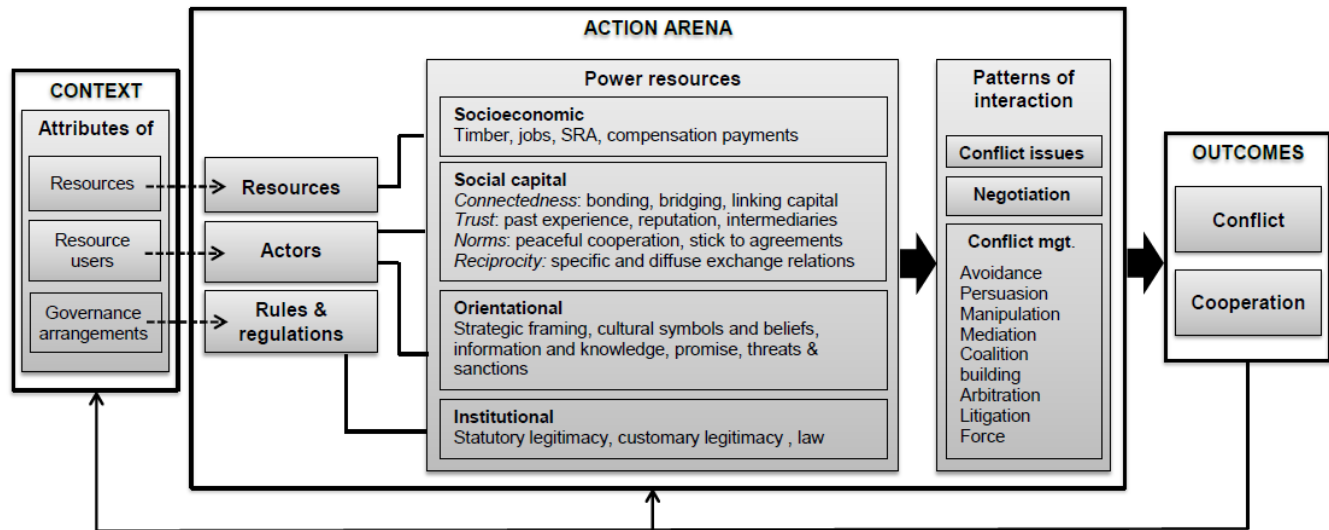 ACTION ARENA
CONTEXT
Attributes of
Resources
Resource
users
Governance
arrangements
Resources
Actors
Rules &
regulations
Power resources
Socioeconomic
Timber, jobs, SRA, compensation payments
Social capital
Connectedness: bonding, bridging, linking capital
Trust: past experience, reputation, intermediaries
Norms: peaceful cooperation, stick to agreements
Reciprocity: specific and diffuse exchange relations
Orientational
Strategic framing, cultural symbols and beliefs,
information and knowledge, promise, threats &
sanctions
Institutional
Statutory legitimacy, customary legitimacy , law
Patterns of
interaction
Conflict issues
Negotiation
Conflict mgt.
Avoidance
Persuasion
Manipulation
Mediation
Coalition
building
Arbitration
Litigation
Force
OUTCOMES
Conflict
Cooperation